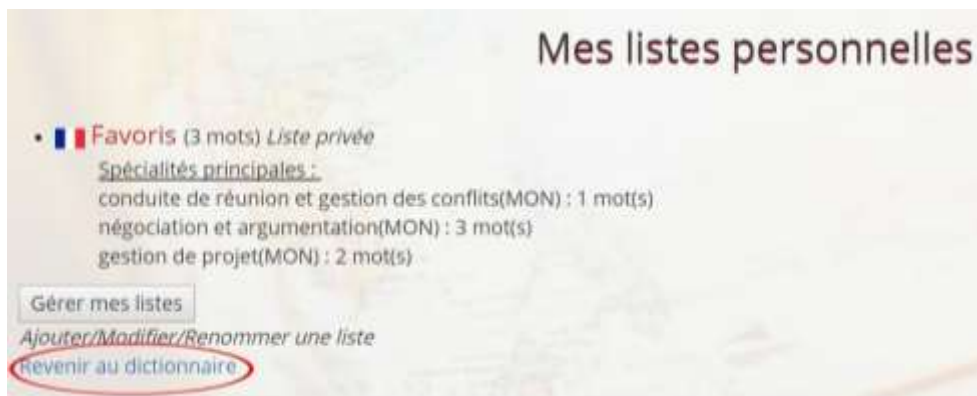 Mes listes personnelles
• Favoris (3 mots) Liste privée
Spécialités principales :
conduite de réunion et gestion des conflits(MON) : 1 mot(s)
négociation et argumentation(MON) : 3 mot(s)
gestion de projet(MON) : 2 mot(s)
Gérer mes listes
Ajouter/Modifier/Renommer une liste
Revenir au dictionnaire